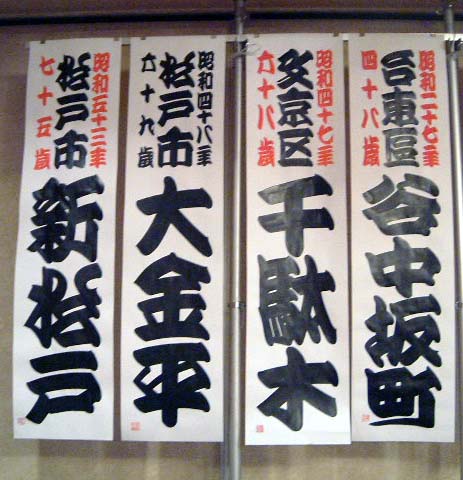 昭和二十七年
台東區
四十八歳
谷中坂町
昭和四十七年
文京区
六十八歳
千駄木
昭和四十八年
松戸市
六十九歳
大金平
昭和五十三年
松戸市
七十五歳
新松戸